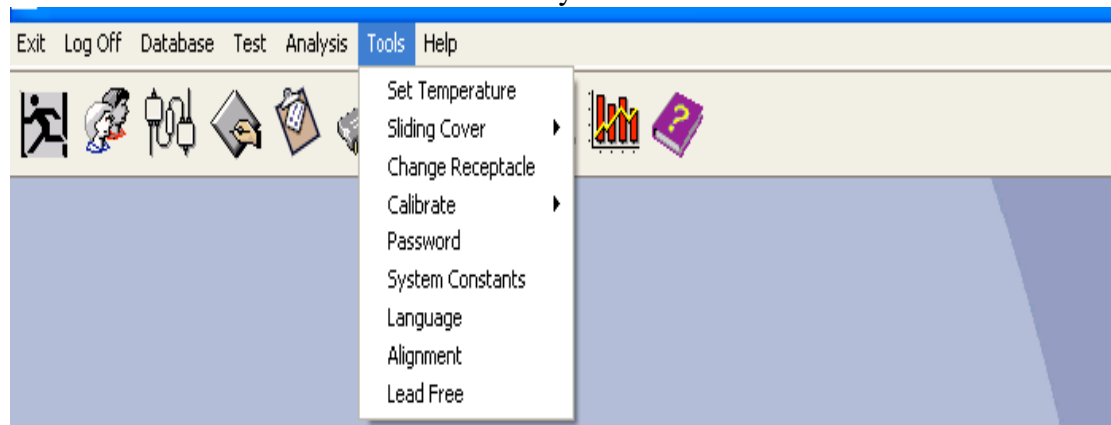 Exit Log Off Database Test Analysis Tools Help
Set Temperature
Sliding Cover
Change Receptacle
Calibrate
Password
System Constants
Language
Alignment
Lead Free